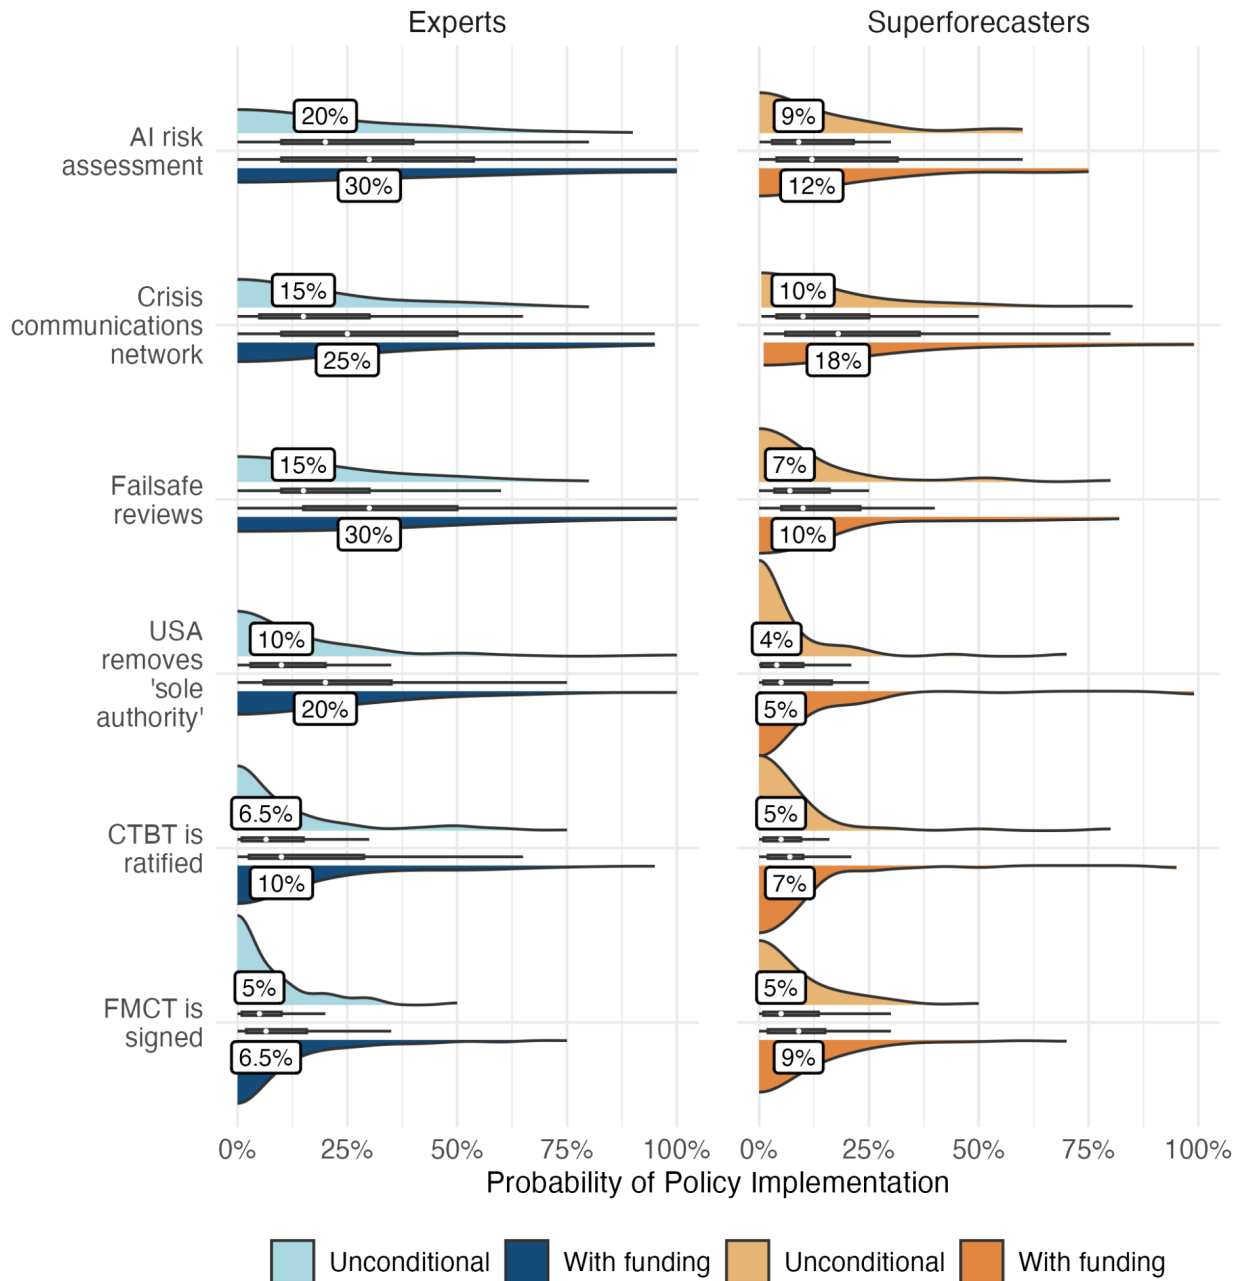 Experts
Superforecasters
AI risk
assessment
20%
30%
9%
12%
Crisis
communications
network
15%
25%
10%
18%
Failsafe
reviews
15%
30%
7%
10%
USA
removes
'sole
authority'
10%
20%
4%
5%
CTBT is
ratified
6.5%
10%
5%
7%
FMCT is
signed
5%
6.5%
5%
9%
0% 25% 50% 75% 100%
0% 25% 50% 75% 100%
Probability of Policy Implementation
Unconditional With funding Unconditional With funding